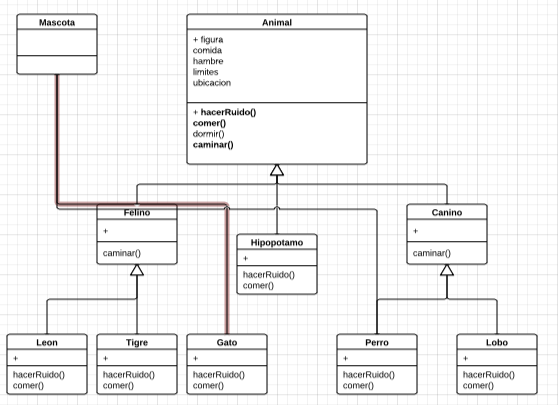 Mascota
Animal
+ figura
comida
hambre
limites
ubicacion
+ hacerRuido()
comer()
dormir()
caminar()
Felino
+
caminar()
Hipopotamo
+
hacerRuido()
comer()
Canino
+
caminar()
Leon
+
hacerRuido()
comer()
Tigre
+
hacerRuido()
comer()
Gato
+
hacerRuido()
comer()
Perro
+
hacerRuido()
comer()
Lobo
+
hacerRuido()
comer()